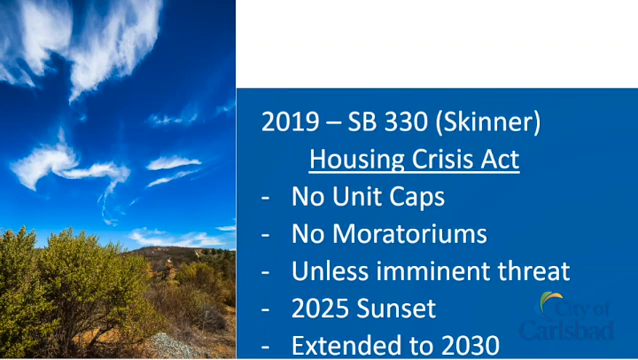 2019 – SB 330 (Skinner)
Housing Crisis Act
- No Unit Caps
- No Moratoriums
- Unless imminent threat
- 2025 Sunset
- Extended to 2030
City of
Carlsbad